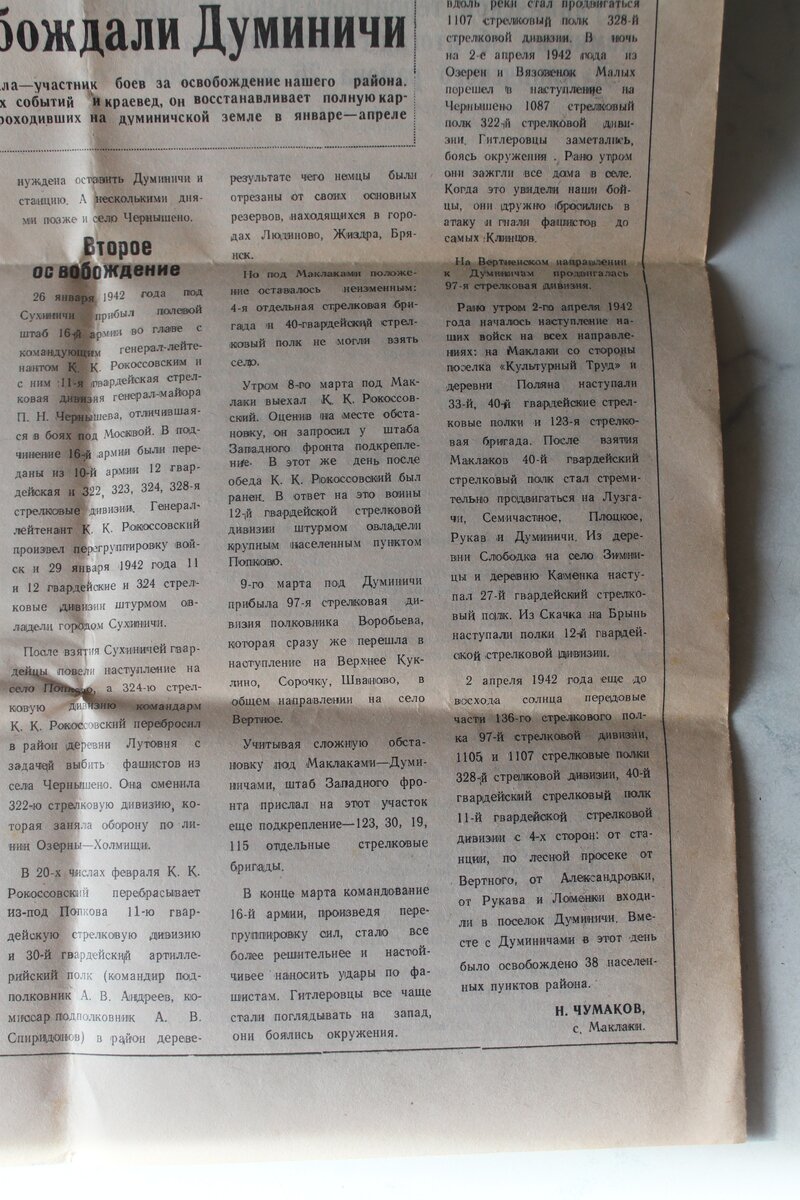 бождали Думиничи
ла—участник боев за освобождение нашего района.
х событий и краевед, он восстанавливает полную кар-
роходивших на думиничской земле в январе—апреле
нуждена оставить Думиничи и
станцию. А несколькими дня-
ми позже и село Чернышено.
Второе
освобождение
26 января 1942 года под
Сухиничи прибыл полевой
штаб 16-й армии во главе с
командующим генерал-лейте-
нантом К. К. Рокоссовским и
с ним 11-я гвардейская стрел-
ковая дивизия генерал-майора
П. Н. Чернышева, отличившая-
ся в боях под Москвой. В под-
чинение 16-й армии были пере-
даны из 10-й армии 12 гвар-
дейская и 322, 323, 324, 328-я
стрелковые дивизии. Генерал-
лейтенант К. К. Рокоссовский
произвел перегруппировку вой-
ск и 29 января 1942 года 11
и 12 гвардейские и 324 стрел-
ковые дивизии штурмом ов-
ладели городом Сухиничи.
После взятия Сухиничей гвар-
дейцы повели наступление на
село Попково, а 324-ю стрел-
ковую дивизию командарм
К. К. Рокоссовский перебросил
в район деревни Лутовня с
задачей выбить фашистов из
села Чернышено. Она сменила
322-ю стрелковую дивизию, ко-
торая заняла оборону по ли-
нии Озерны—Холмищи.
В 20-х числах февраля К. К.
Рокоссовский перебрасывает
из-под Попкова 11-ю гвар-
дейскую стрелковую дивизию
и 30-й гвардейский артилле-
рийский полк (командир под-
полковник А. В. Андреев, ко-
миссар подполковник А. В.
Спиридонов) в район дереве-
результате чего немцы были
отрезаны от своих основных
резервов, находящихся в горо-
дах Людиново, Жиздра, Бря-
нск.
Но под Маклаками положе-
ние оставалось неизменным:
4-я отдельная стрелковая бри-
гада и 40-гвардейский стрел-
ковый полк не могли взять
село.
Утром 8-го марта под Мак-
лаки выехал К. К. Рокоссов-
ский. Оценив на месте обста-
новку, он запросил у штаба
Западного фронта подкрепле-
ние. В этот же день после
обеда К. К. Рокоссовский был
ранен. В ответ на это воины
12-й гвардейской стрелковой
дивизии штурмом овладели
крупным населенным пунктом
Попково.
9-го марта под Думиничи
прибыла 97-я стрелковая ди-
визия полковника Воробьева,
которая сразу же перешла в
наступление на Верхнее Кук-
лино, Сорочку, Шваново, в
общем направлении на село
Вертное.
Учитывая сложную обста-
новку под Маклаками—Думи-
ничами, штаб Западного фро-
нта прислал на этот участок
еще подкрепление—123, 30, 19,
115 отдельные стрелковые
бригады.
В конце марта командование
16-й армии, произведя пере-
группировку сил, стало все
более решительнее и настой-
чивее наносить удары по фа-
шистам. Гитлеровцы все чаще
стали поглядывать на запад,
они боялись окружения.
вдоль реки стал продвигаться
1107 стрелковый полк 328-й
стрелковой дивизии. В ночь
на 2-е апреля 1942 года из
Озерен и Вязовенок Малых
перешел в наступление на
Чернышено 1087 стрелковый
полк 322-й стрелковой диви-
зии. Гитлеровцы заметались,
боясь окружения . Рано утром
они зажгли все дома в селе.
Когда это увидели наши бой-
цы, они дружно бросились в
атаку и гнали фашистов до
самых Клинцов.
На Вертненском направлении
к Думиничам продвигалась
97-я стрелковая дивизия.
Рано утром 2-го апреля 1942
года началось наступление на-
ших войск на всех направле-
ниях: на Маклаки со стороны
поселка «Культурный Труд» и
деревни Поляна наступали
33-й, 40-й гвардейские стрел-
ковые полки и 123-я стрелко-
вая бригада. После взятия
Маклаков 40-й гвардейский
стрелковый полк стал стреми-
тельно продвигаться на Лузга-
чи, Семичастное, Плоцкое,
Рукав и Думиничи. Из дере-
вни Слободка на село Зимни-
цы и деревню Каменка насту-
пал 27-й гвардейский стрелко-
вый полк. Из Скачка на Брынь
наступали полки 12-й гвардей-
ской стрелковой дивизии.
2 апреля 1942 года еще до
восхода солнца передовые
части 136-го стрелкового пол-
ка 97-й стрелковой дивизии,
1105 и 1107 стрелковые полки
328-й стрелковой дивизии, 40-й
гвардейский стрелковый полк
11-й гвардейской стрелковой
дивизии с 4-х сторон: от ста-
нции, по лесной просеке от
Вертного, от Александровки,
от Рукава и Ломенки входи-
ли в поселок Думиничи. Вме-
сте с Думиничами в этот день
было освобождено 38 населен-
ных пунктов района.
Н. ЧУМАКОВ,
с. Маклаки.